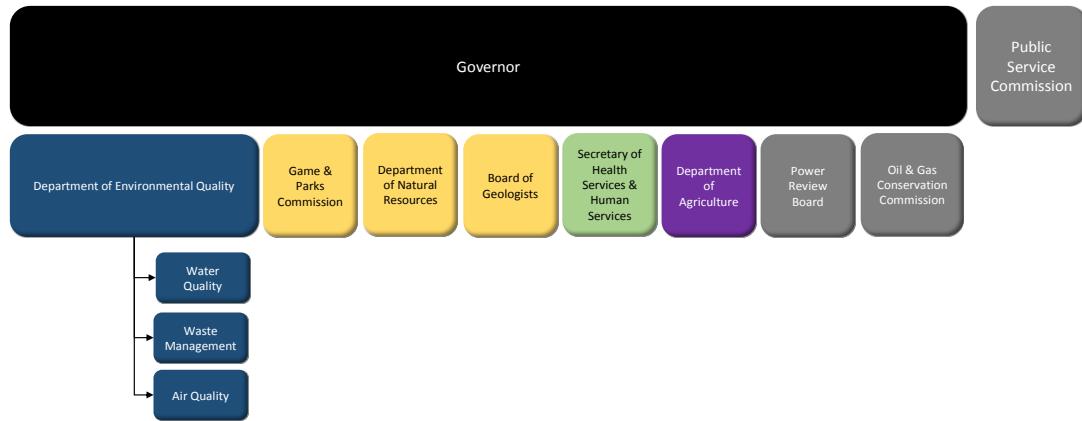 Governor
Public
Service
Commission
Department of Environmental Quality
Game &
Parks
Commission
Department
of Natural
Resources
Board of
Geologists
Secretary of
Health
Services &
Human
Services
Department
of
Agriculture
Power
Review
Board
Oil & Gas
Conservation
Commission
Water
Quality
Waste
Management
Air Quality